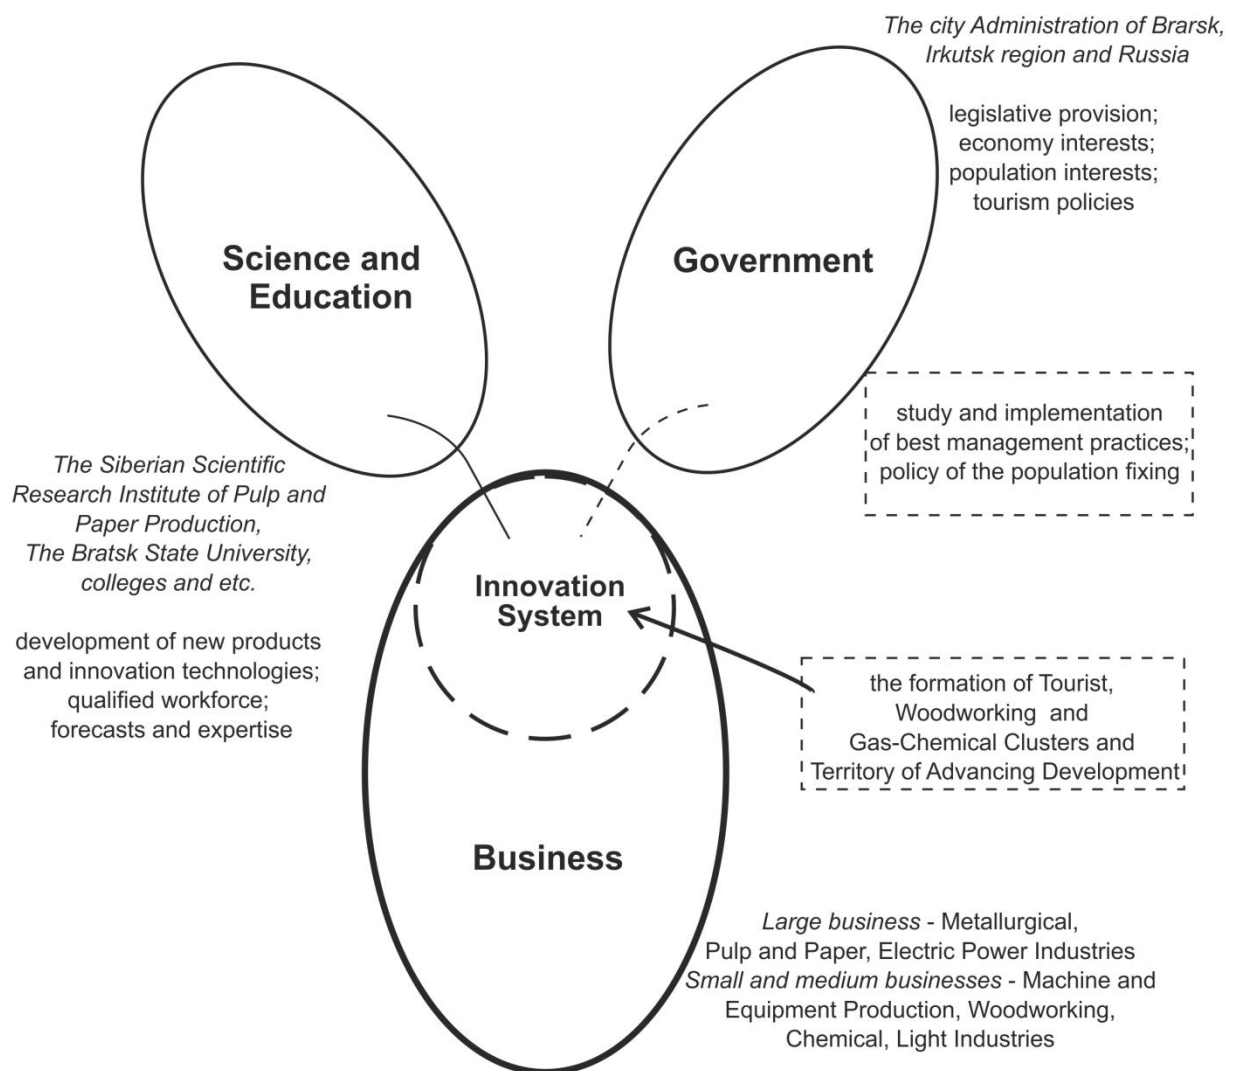 The city Administration of Brarsk,
Irkutsk region and Russia
legislative provision;
economy interests;
population interests;
tourism policies
Science and
Education
Government
study and implementation
of best management practices;
policy of the population fixing
The Siberian Scientific
Research Institute of Pulp and
Paper Production,
The Bratsk State University,
colleges and etc.
development of new products
and innovation technologies;
qualified workforce;
forecasts and expertise
Innovation
System
the formation of Tourist,
Woodworking and
Gas-Chemical Clusters and
Territory of Advancing Development
Business
Large business - Metallurgical,
Pulp and Paper, Electric Power Industries
Small and medium businesses - Machine and
Equipment Production, Woodworking,
Chemical, Light Industries